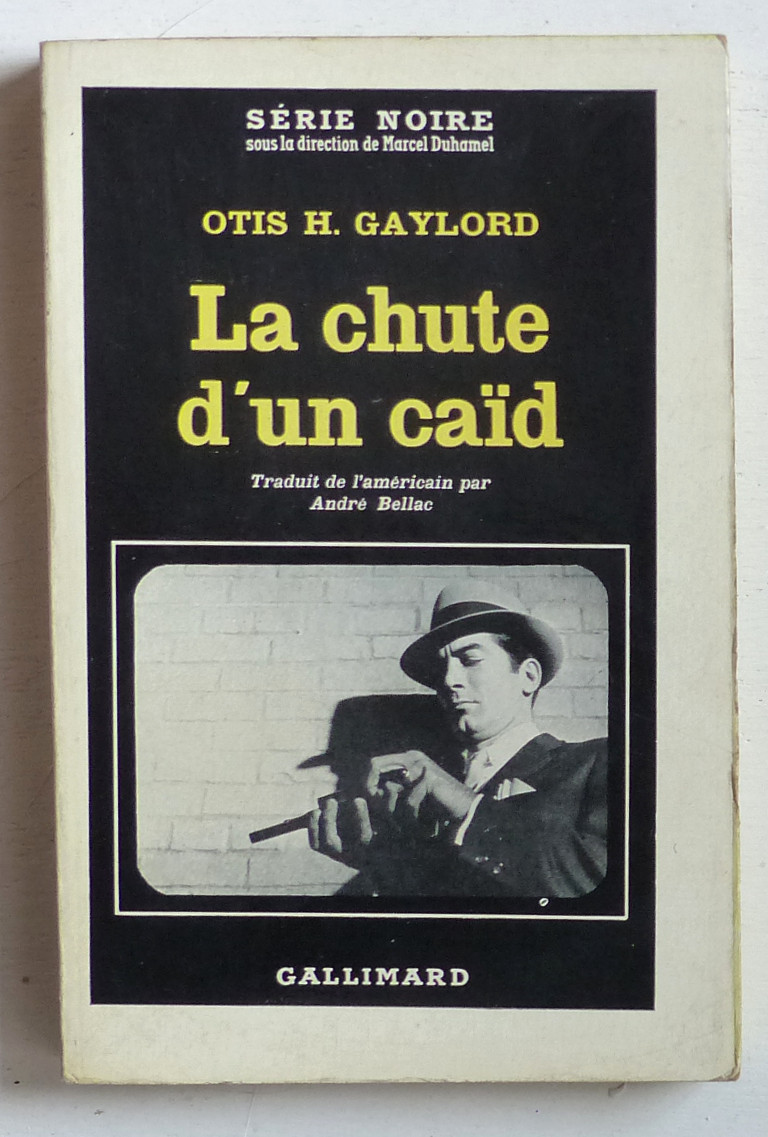 SÉRIE NOIRE
sous la direction de Marcel Duhamel
OTIS H. GAYLORD
La chute
d'un caïd
Traduit de l'américain par
André Bellac
GALLIMARD